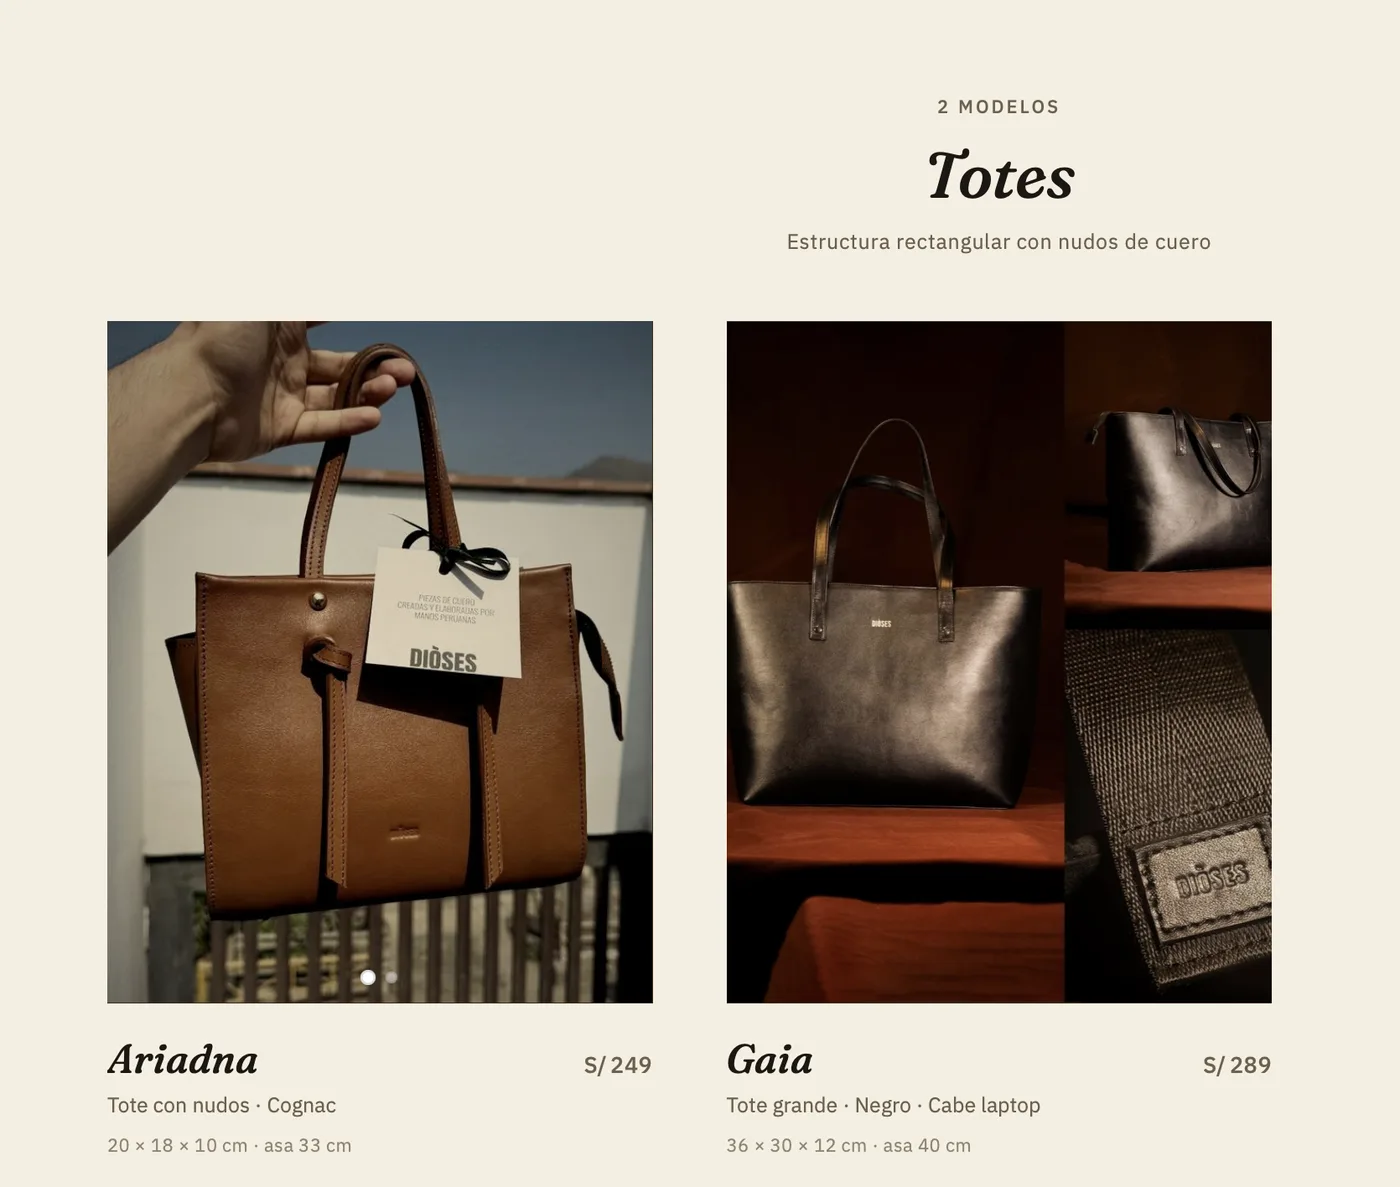 2 MODELOS
Totes
Estructura rectangular con nudos de cuero
PIEZAS DE CUERO
CREADAS Y ELABORADAS POR
MANOS PERUANAS
DIÒSES
DIÒSES
DIÒSES
Ariadna
S/ 249
Tote con nudos · Cognac
20 × 18 × 10 cm · asa 33 cm
Gaia
S/ 289
Tote grande · Negro · Cabe laptop
36 × 30 × 12 cm · asa 40 cm